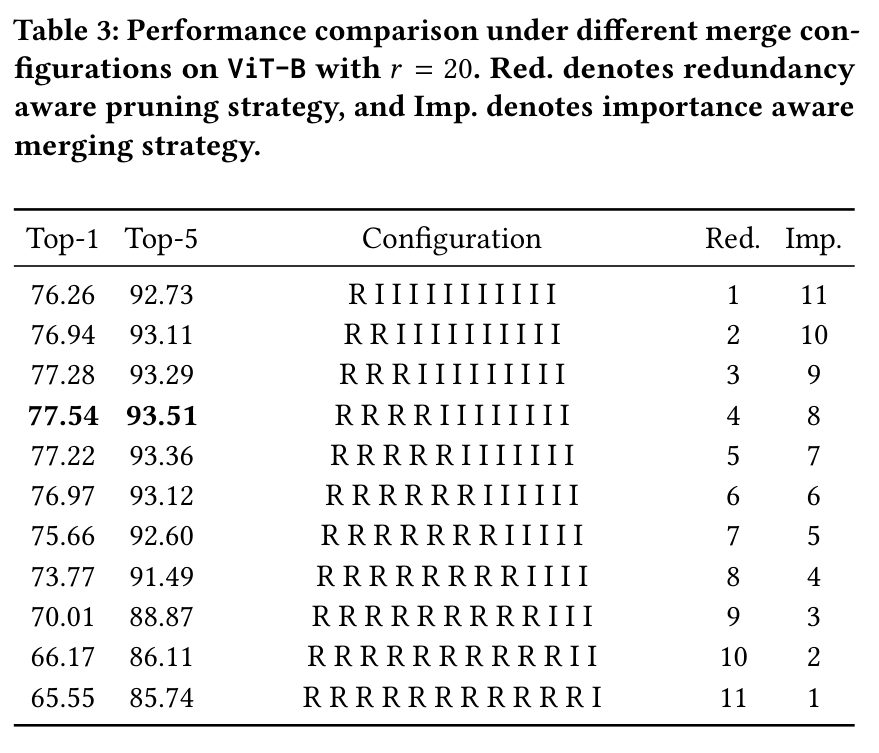 Table 3: Performance comparison under different merge con-
figurations on ViT-B with r = 20. Red. denotes redundancy
aware pruning strategy, and Imp. denotes importance aware
merging strategy.
Top-1 Top-5 Configuration Red. Imp.
76.26 92.73 R I I I I I I I I I I I 1 11
76.94 93.11 R R I I I I I I I I I I 2 10
77.28 93.29 R R R I I I I I I I I I 3 9
77.54 93.51 R R R R I I I I I I I I 4 8
77.22 93.36 R R R R R I I I I I I I 5 7
76.97 93.12 R R R R R R I I I I I I 6 6
75.66 92.60 R R R R R R R I I I I I 7 5
73.77 91.49 R R R R R R R R I I I I 8 4
70.01 88.87 R R R R R R R R R I I I 9 3
66.17 86.11 R R R R R R R R R R I I 10 2
65.55 85.74 R R R R R R R R R R R I 11 1